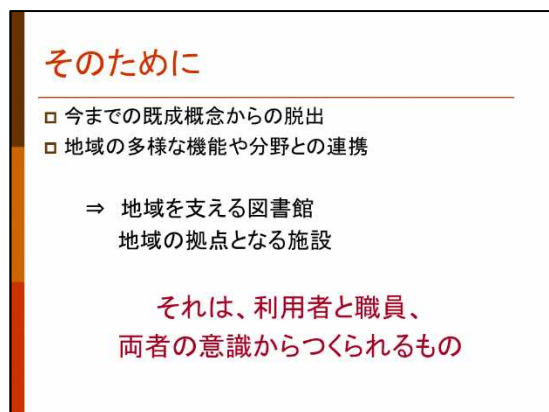 そのために
今までの既成概念からの脱出
地域の多様な機能や分野との連携
⇒ 地域を支える図書館
地域の拠点となる施設
それは、利用者と職員、
両者の意識からつくられるもの